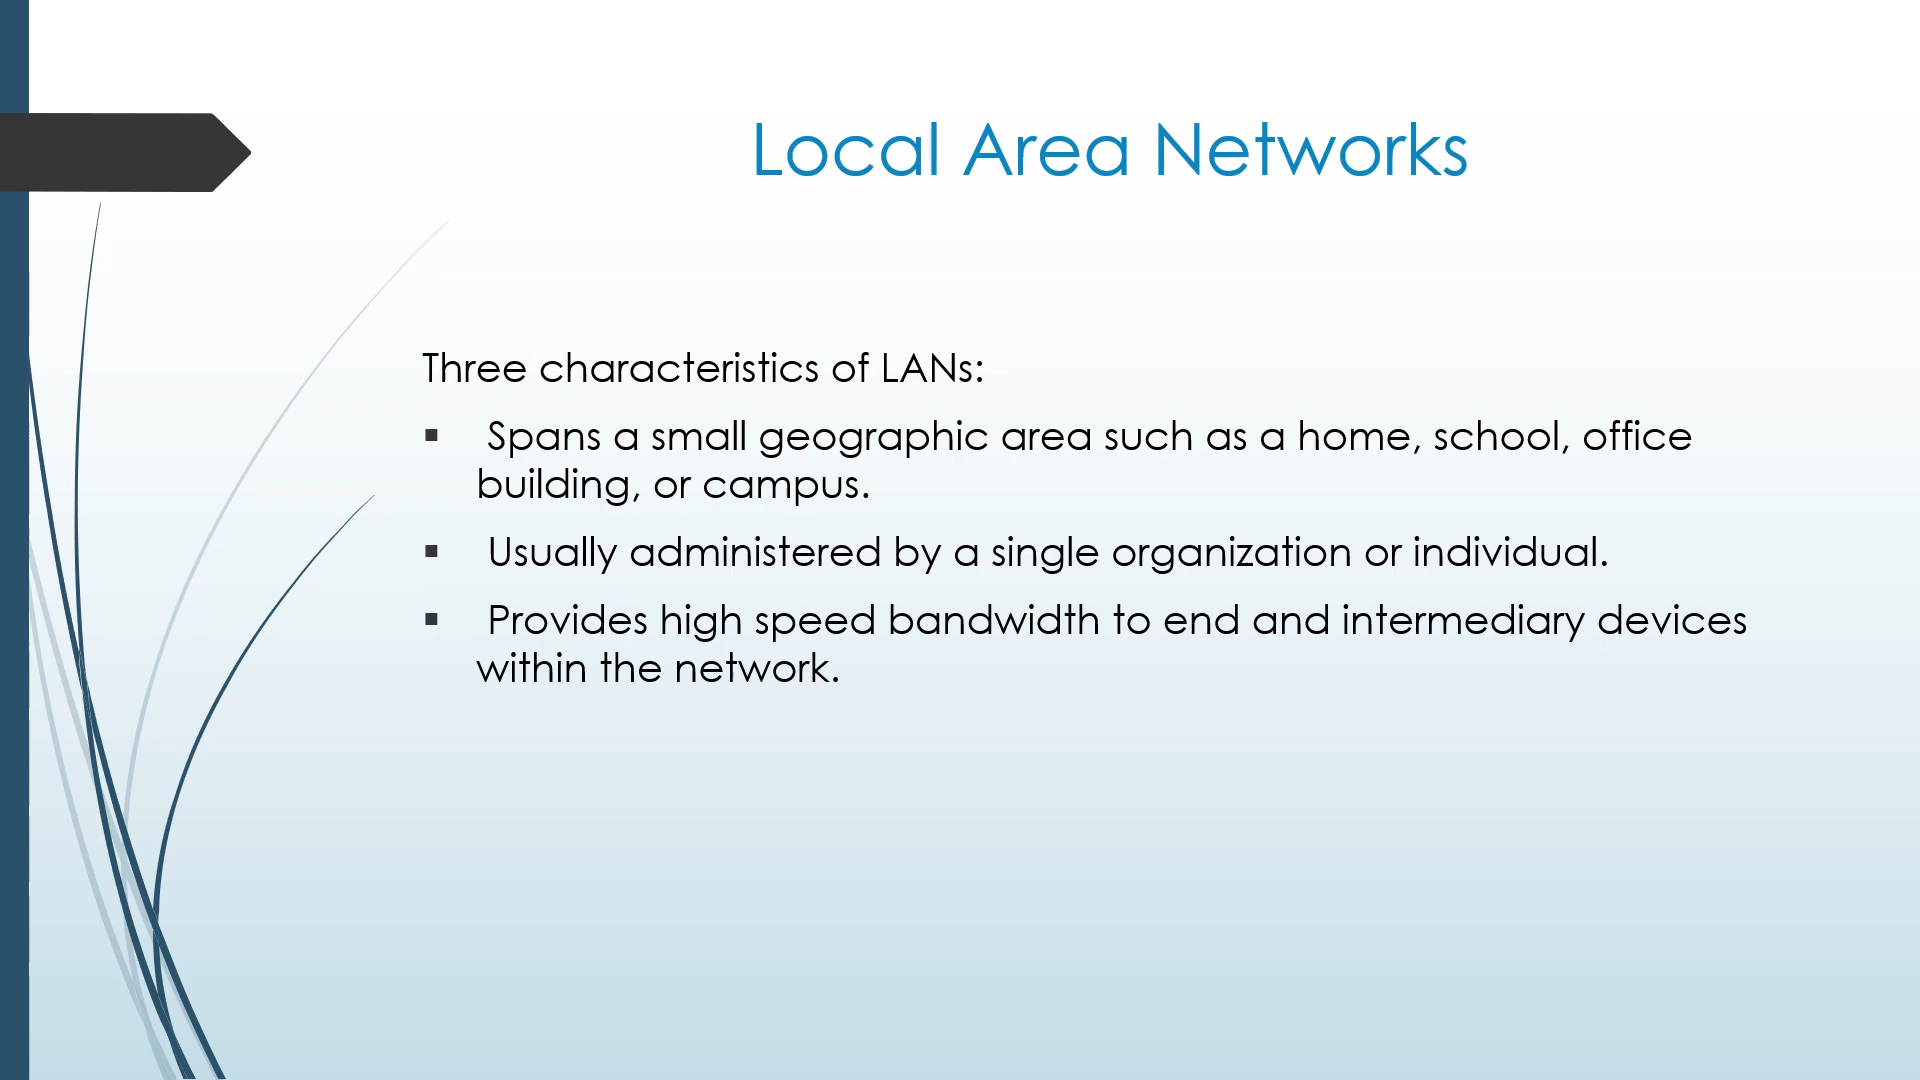 Local Area Networks
Three characteristics of LANs:
▪ Spans a small geographic area such as a home, school, office
building, or campus.
▪ Usually administered by a single organization or individual.
▪ Provides high speed bandwidth to end and intermediary devices
within the network.